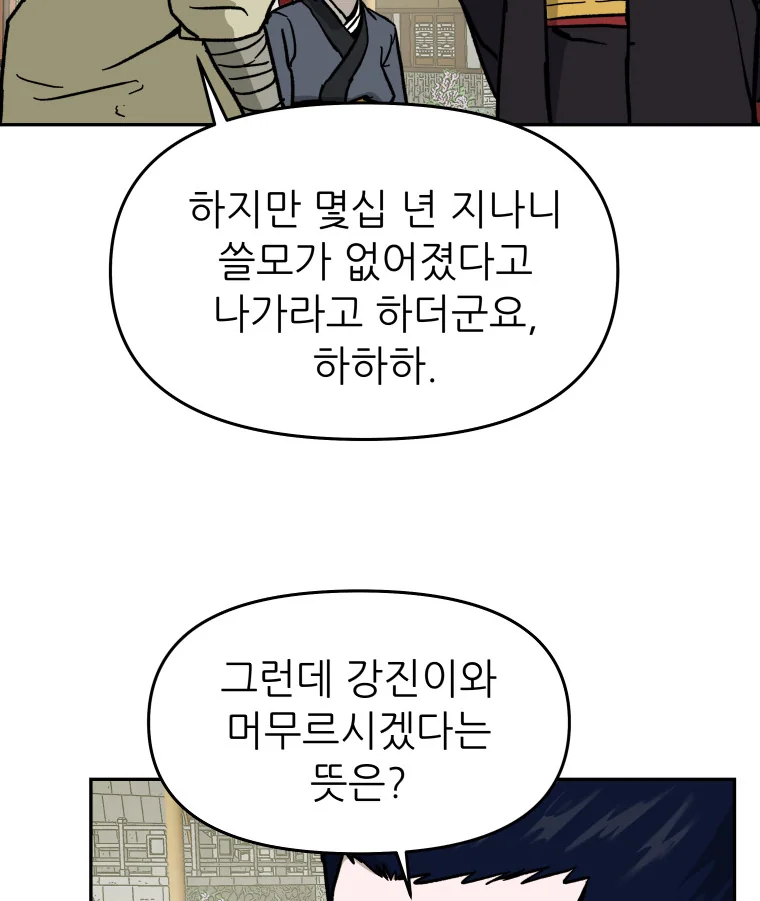 하지만 몇십 년 지나니
쓸모가 없어졌다고
나가라고 하더군요,
하하하.
그런데 강진이와
머무르시겠다는
뜻은?